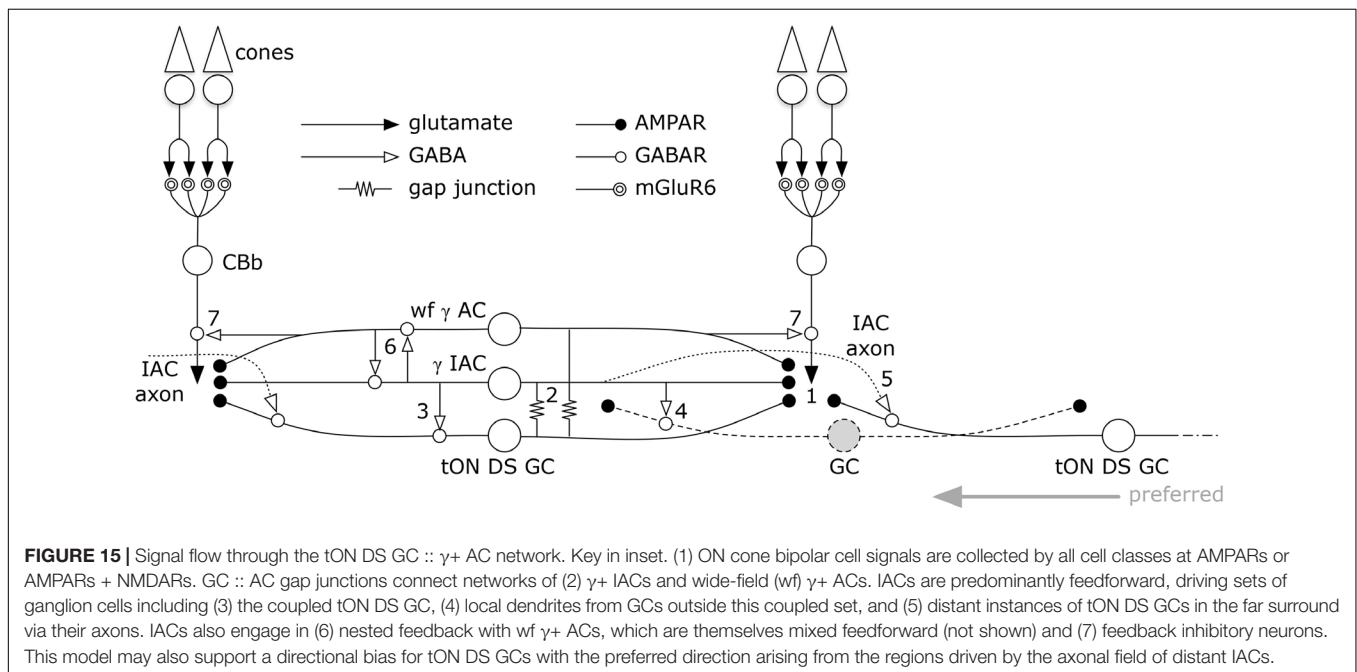 cones
glutamate
AMPAR
GABA
GABAR
gap junction
mGluR6
CBb
7
wf γ AC
7
IAC
axon
6
IAC
axon
γ IAC
5
2
1
3
4
tON DS GC
GC
tON DS GC
preferred
FIGURE 15 | Signal flow through the tON DS GC :: γ+ AC network. Key in inset. (1) ON cone bipolar cell signals are collected by all cell classes at AMPARs or
AMPARs + NMDARs. GC :: AC gap junctions connect networks of (2) γ+ IACs and wide-field (wf) γ+ ACs. IACs are predominantly feedforward, driving sets of
ganglion cells including (3) the coupled tON DS GC, (4) local dendrites from GCs outside this coupled set, and (5) distant instances of tON DS GCs in the far surround
via their axons. IACs also engage in (6) nested feedback with wf γ+ ACs, which are themselves mixed feedforward (not shown) and (7) feedback inhibitory neurons.
This model may also support a directional bias for tON DS GCs with the preferred direction arising from the regions driven by the axonal field of distant IACs.